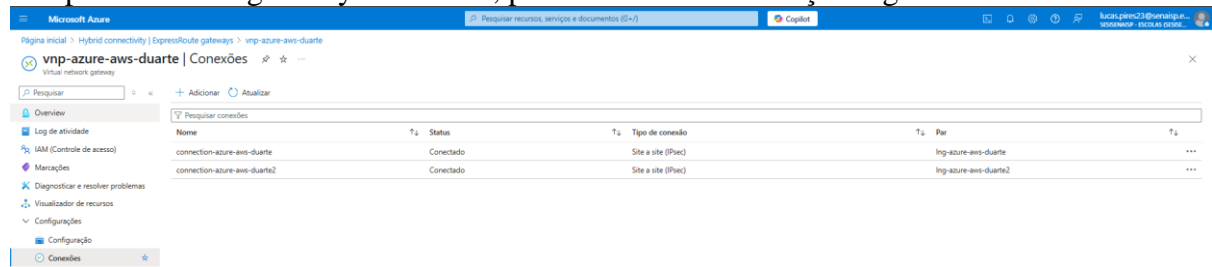 Microsoft Azure
Pesquisar recursos, serviços e documentos (G+/)
Copilot
lucas.pires23@senaisp.e...
Página inicial > Hybrid connectivity | ExpressRoute gateways > vnp-azure-aws-duarte
vnp-azure-aws-duarte | Conexões
Virtual network gateway
Pesquisar
Adicionar Atualizar
Overview
Pesquisar conexões
Log de atividade
Nome Status Tipo de conexão Par
IAM (Controle de acesso)
connection-azure-aws-duarte Conectado Site a site (IPsec) lng-azure-aws-duarte
Marcações
connection-azure-aws-duarte2 Conectado Site a site (IPsec) lng-azure-aws-duarte2
Diagnosticar e resolver problemas
Visualizador de recursos
Configurações
Configuração
Conexões